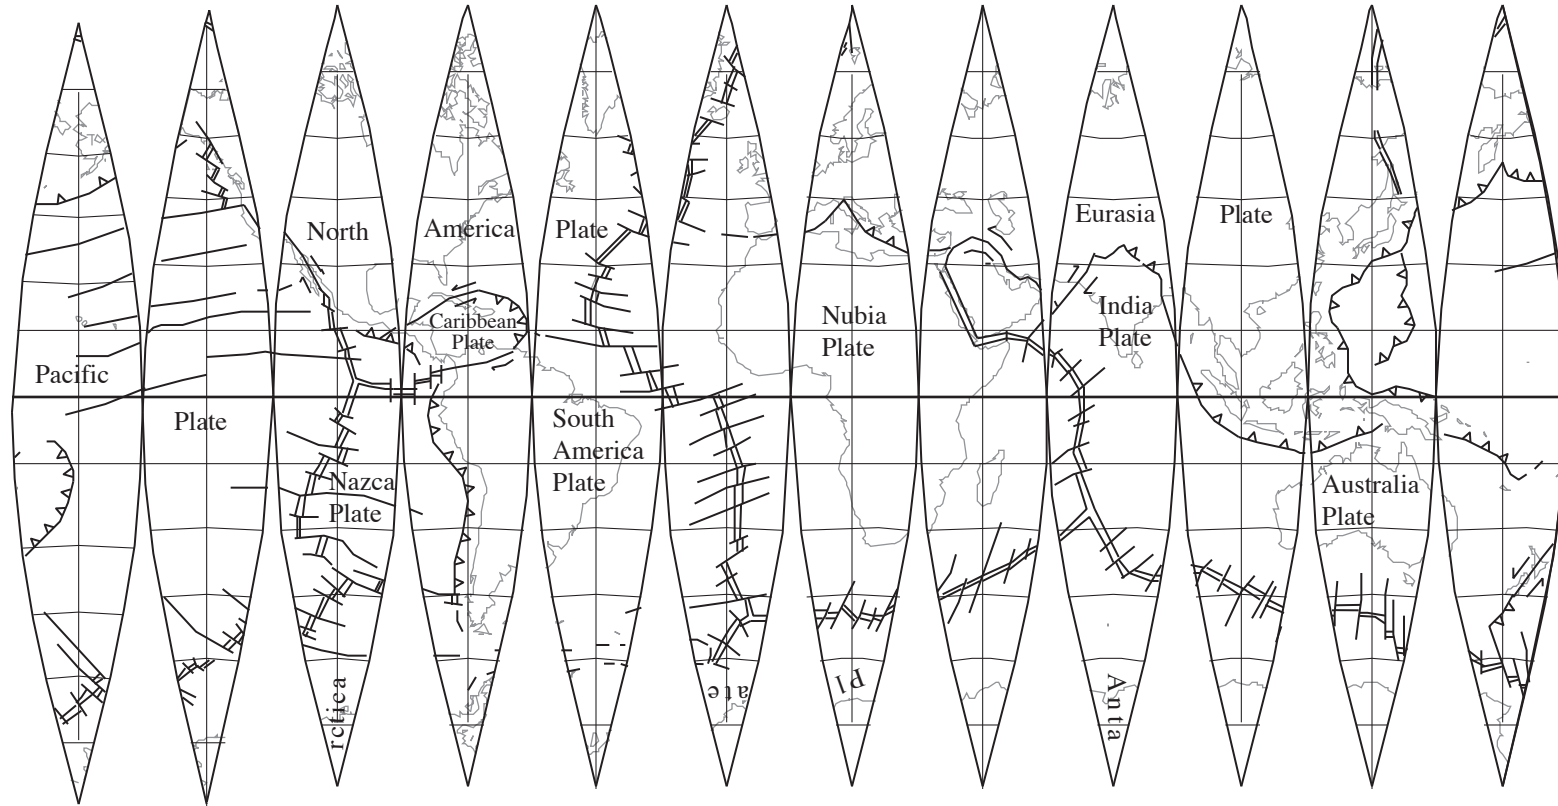 North
America
Plate
Eurasia
Plate
Caribbean
Plate
Nubia
Plate
India
Plate
Pacific
Plate
South
America
Plate
Nazca
Plate
Australia
Plate
rctica
ate
Pl
Anta